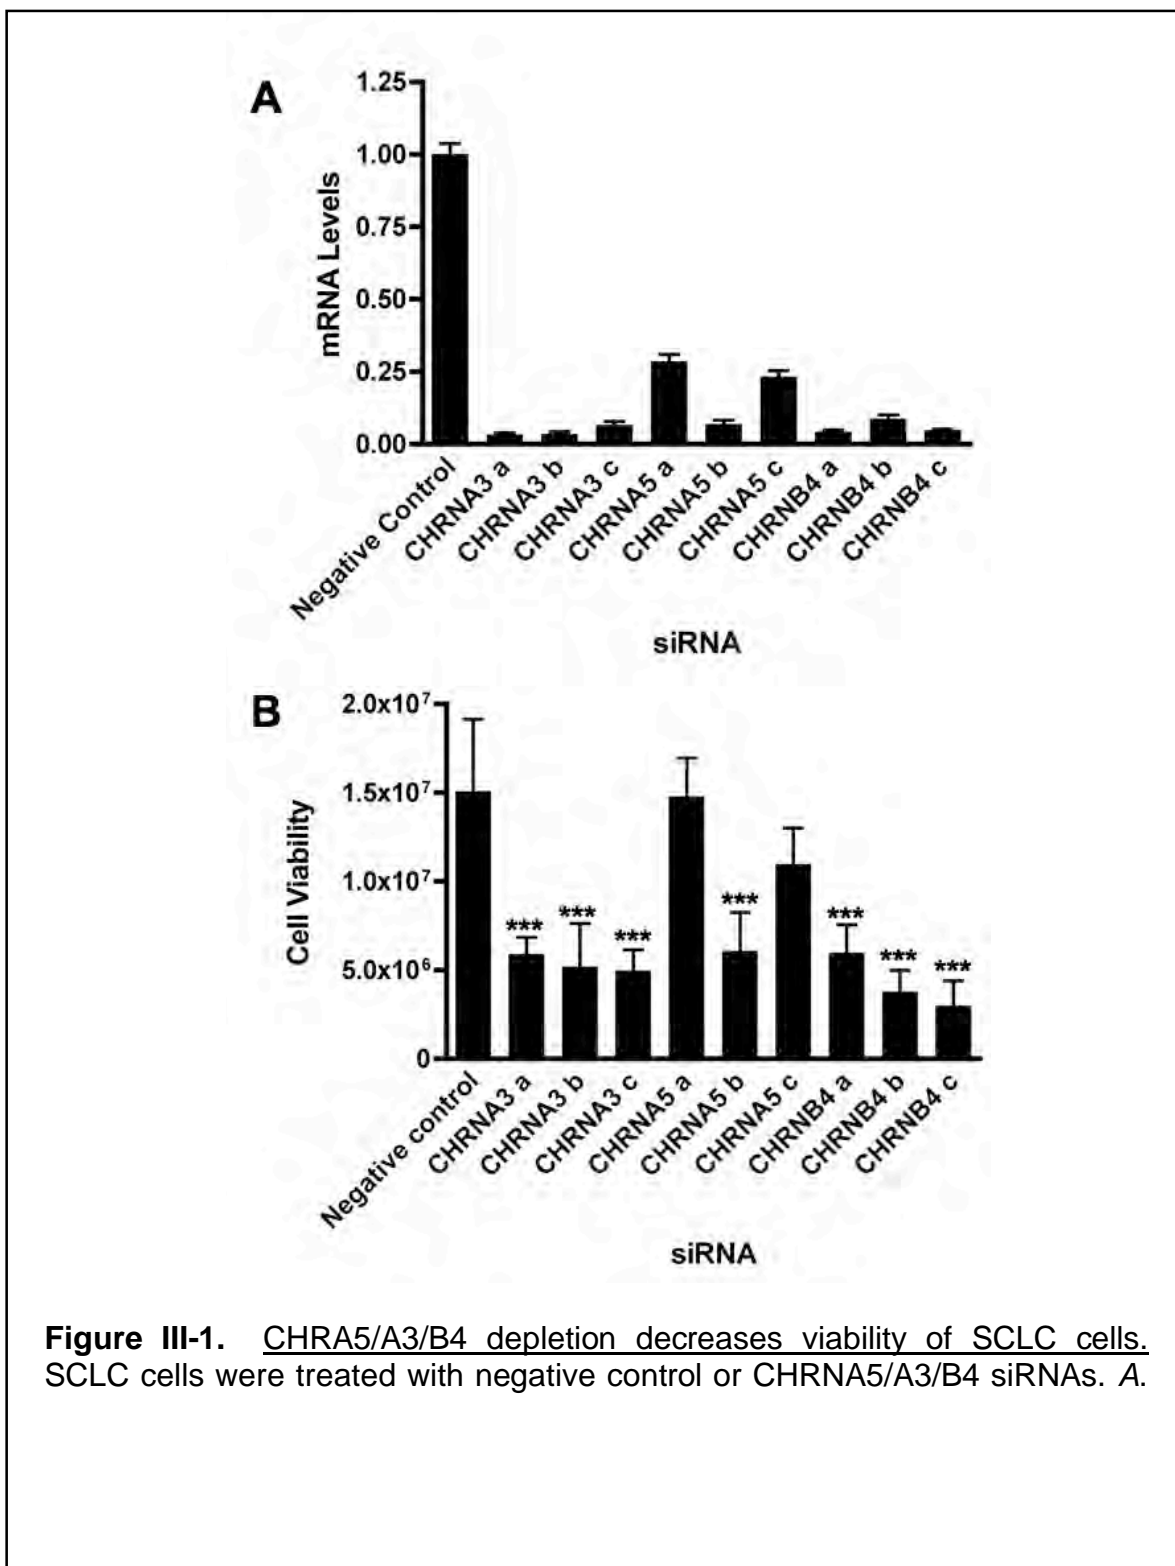 A
1.25
1.00
0.75
0.50
0.25
0.00
mRNA Levels
Negative Control
CHRNA3 a
CHRNA3 b
CHRNA3 c
CHRNA5 a
CHRNA5 b
CHRNA5 c
CHRNB4 a
CHRNB4 b
CHRNB4 c
siRNA
B
2.0x10⁷
1.5x10⁷
1.0x10⁷
5.0x10⁶
0
Cell Viability
***
***
***
***
***
***
***
Negative control
CHRNA3 a
CHRNA3 b
CHRNA3 c
CHRNA5 a
CHRNA5 b
CHRNA5 c
CHRNB4 a
CHRNB4 b
CHRNB4 c
siRNA
Figure III-1. CHRA5/A3/B4 depletion decreases viability of SCLC cells.
SCLC cells were treated with negative control or CHRNA5/A3/B4 siRNAs. A.